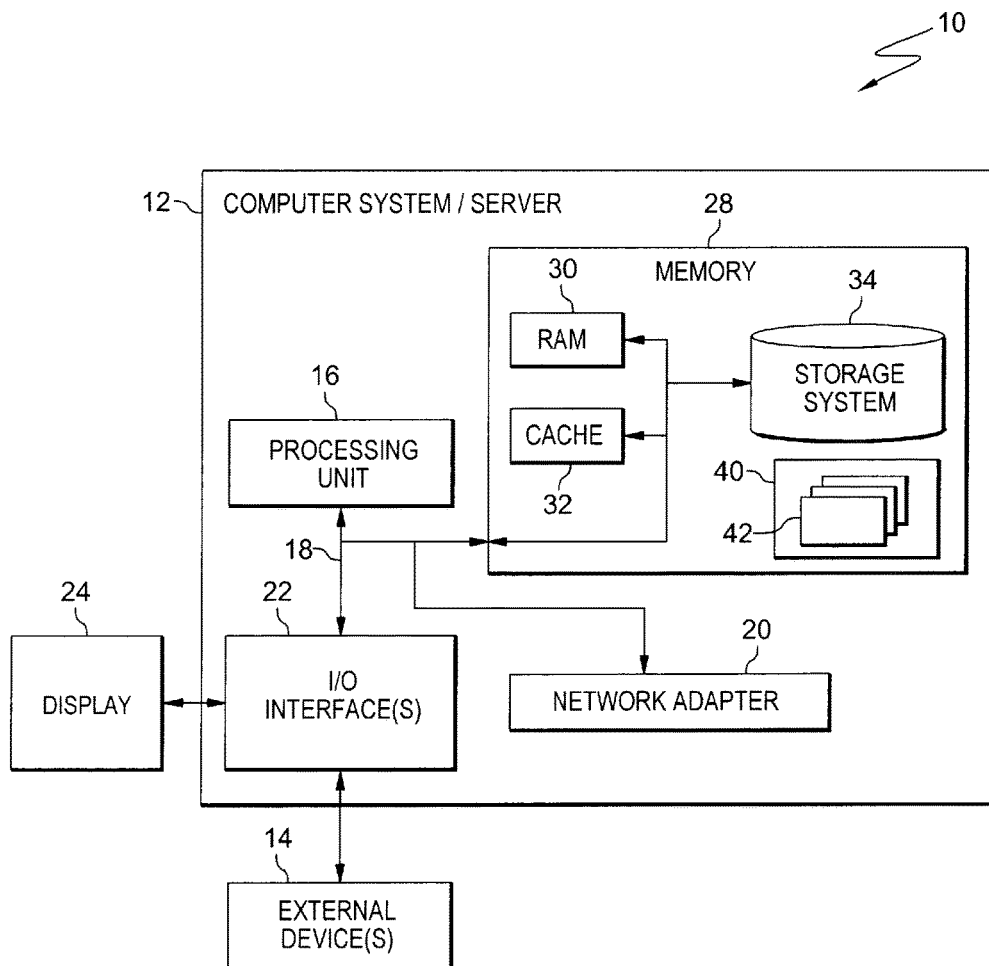 10
12
COMPUTER SYSTEM / SERVER
28
MEMORY
30
RAM
34
STORAGE
SYSTEM
16
PROCESSING
UNIT
CACHE
32
40
42
18
24
DISPLAY
22
I/O
INTERFACE(S)
20
NETWORK ADAPTER
14
EXTERNAL
DEVICE(S)